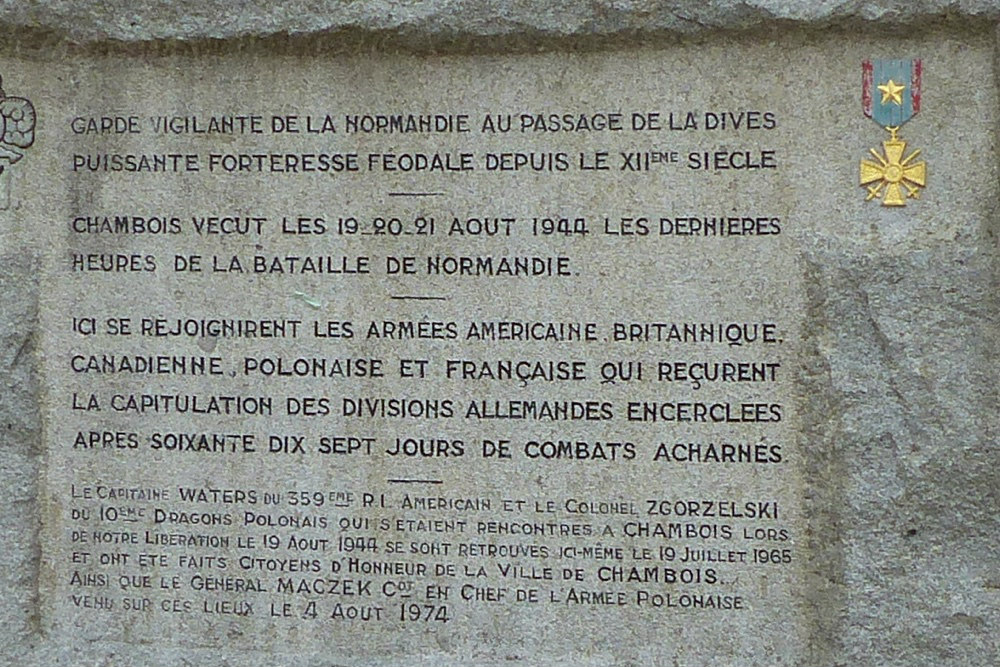 GARDE VIGILANTE DE LA NORMANDIE AU PASSAGE DE LA DIVES
PUISSANTE FORTERESSE FÉODALE DEPUIS LE XIIEME SIÈCLE
CHAMBOIS VÉCUT LES 19-20-21 AOUT 1944 LES DERNIÈRES
HEURES DE LA BATAILLE DE NORMANDIE.
ICI SE REJOIGNIRENT LES ARMÉES AMÉRICAINE, BRITANNIQUE,
CANADIENNE, POLONAISE ET FRANÇAISE QUI REÇURENT
LA CAPITULATION DES DIVISIONS ALLEMANDES ENCERCLÉES
APRÈS SOIXANTE DIX SEPT JOURS DE COMBATS ACHARNÉS.
LE CAPITAINE WATERS DU 359EME R.I. AMÉRICAIN ET LE COLONEL ZGORZELSKI
DU 10EME DRAGONS POLONAIS QUI S'ÉTAIENT RENCONTRÉS A CHAMBOIS LORS
DE NOTRE LIBÉRATION LE 19 AOUT 1944 SE SONT RETROUVÉS ICI-MÊME LE 19 JUILLET 1965
ET ONT ÉTÉ FAITS CITOYENS D'HONNEUR DE LA VILLE DE CHAMBOIS.
AINSI QUE LE GÉNÉRAL MACZEK CDT EN CHEF DE L'ARMÉE POLONAISE
VENU SUR CES LIEUX LE 4 AOUT 1974